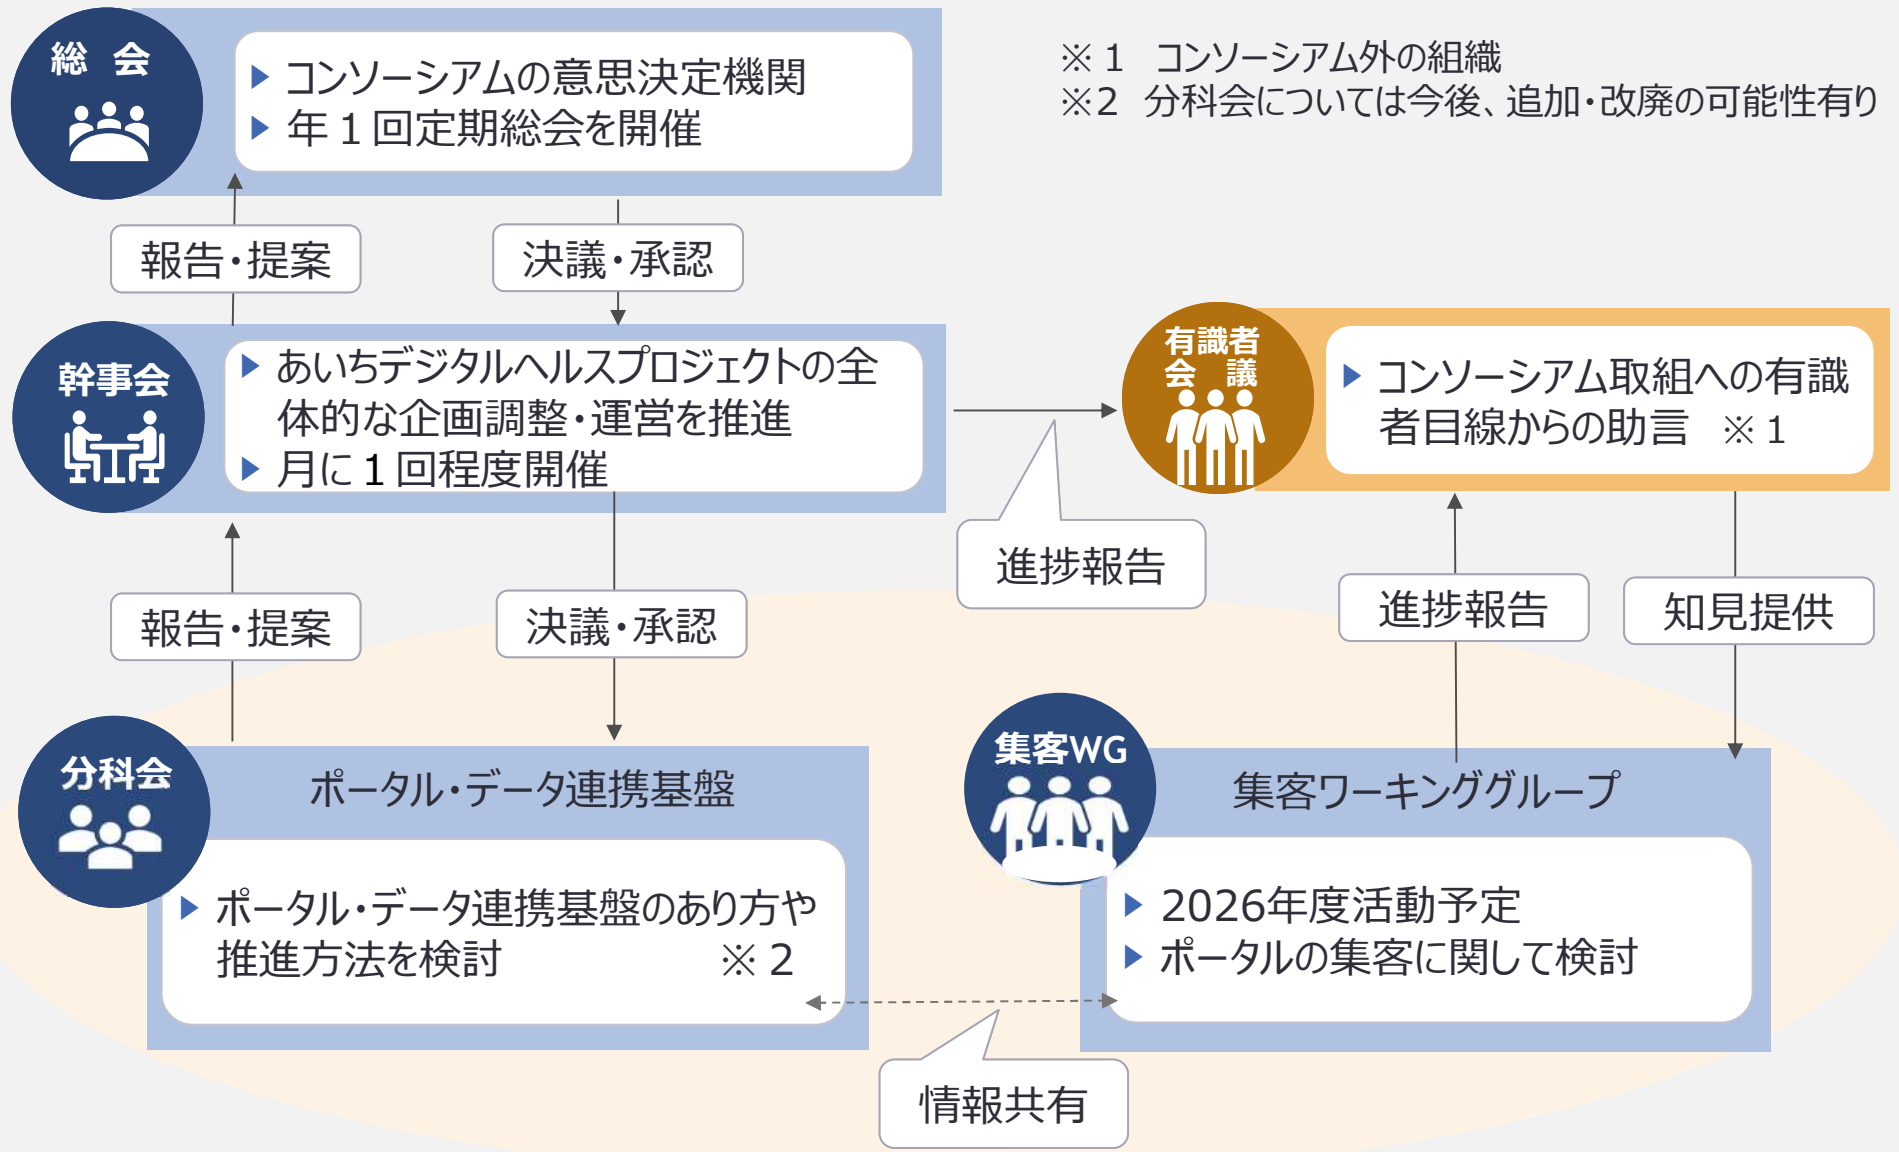 総　会
コンソーシアムの意思決定機関
年１回定期総会を開催
※１　コンソーシアム外の組織
※2　分科会については今後、追加・改廃の可能性有り
報告・提案
決議・承認
幹事会
あいちデジタルヘルスプロジェクトの全
体的な企画調整・運営を推進
月に１回程度開催
有識者
会　議
コンソーシアム取組への有識
者目線からの助言　※１
進捗報告
報告・提案
決議・承認
進捗報告
知見提供
分科会
ポータル・データ連携基盤
ポータル・データ連携基盤のあり方や
推進方法を検討　　　　　※２
集客WG
集客ワーキンググループ
2026年度活動予定
ポータルの集客に関して検討
情報共有